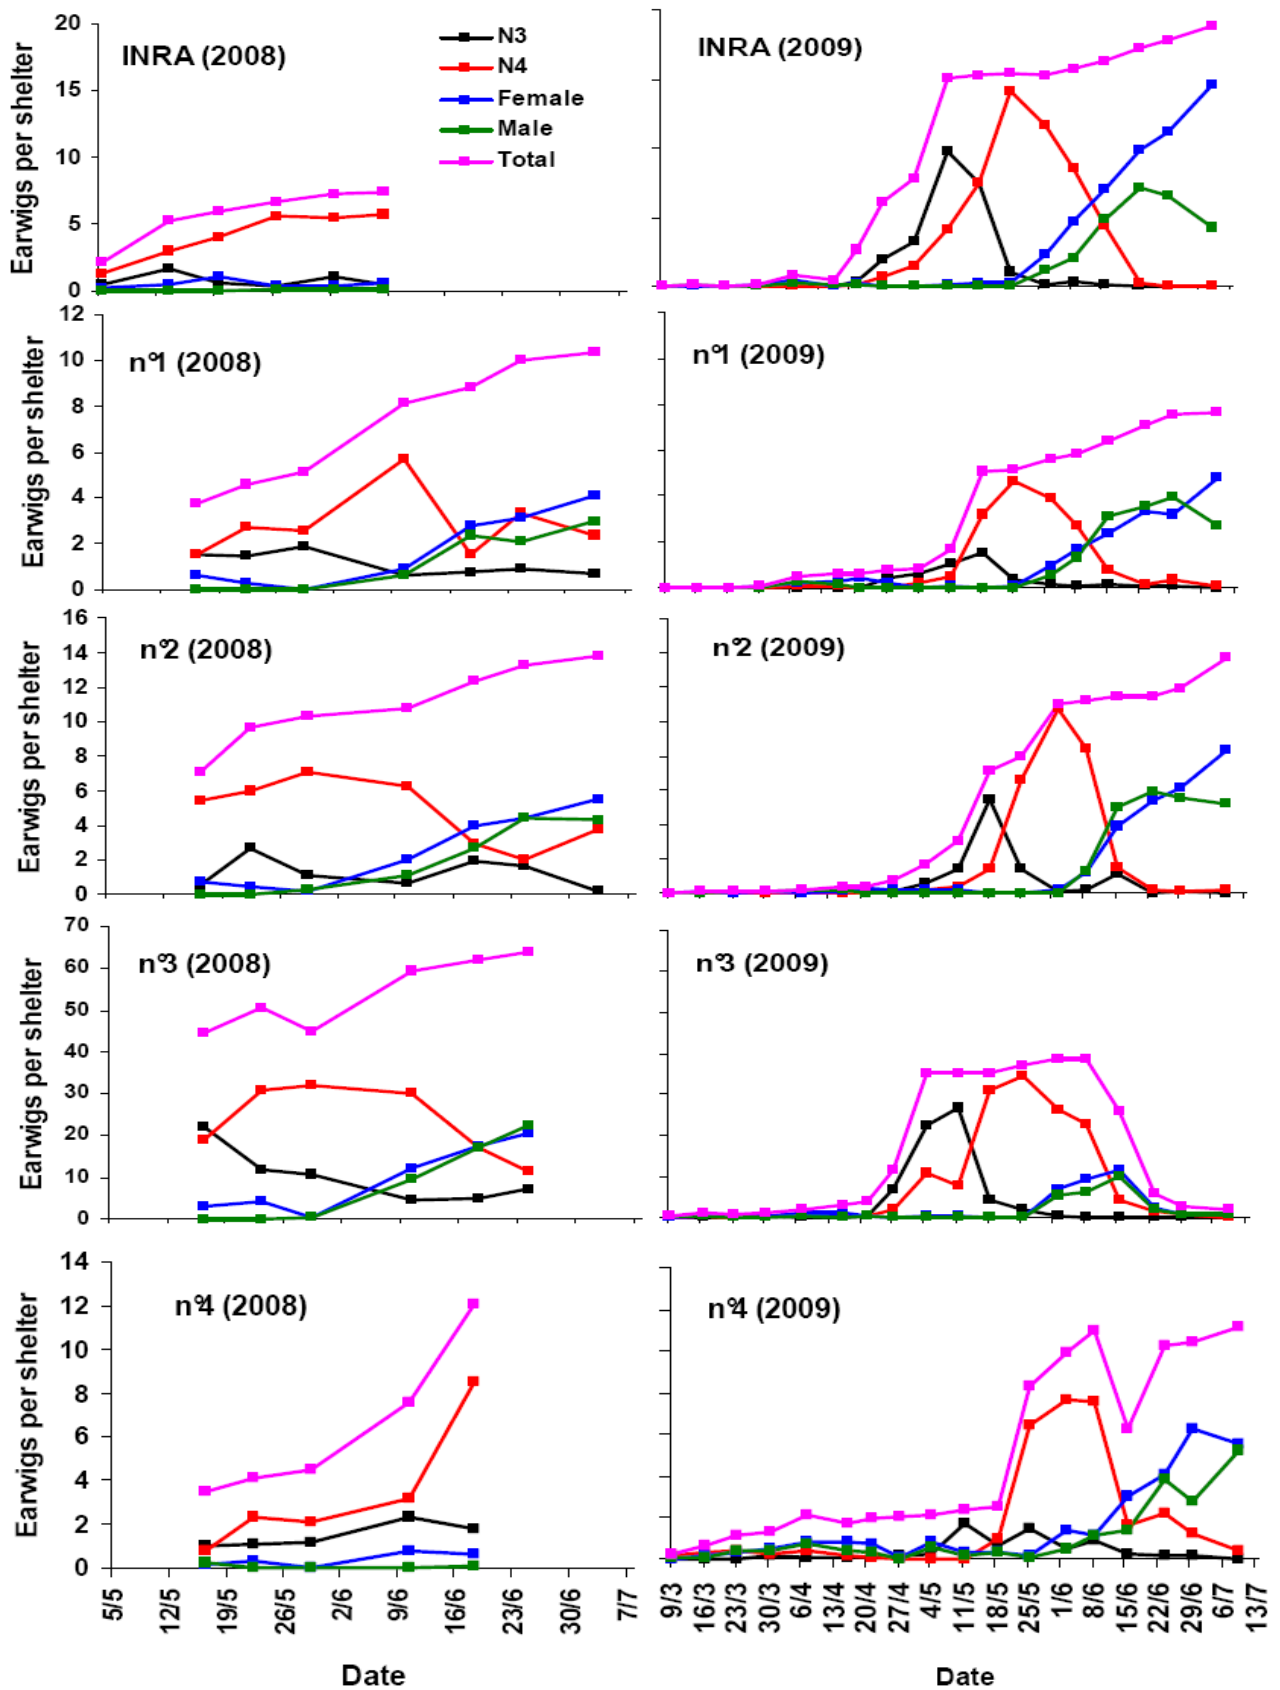 20
15
10
5
0
Earwigs per shelter
INRA (2008)
N3
N4
Female
Male
Total
INRA (2009)
12
10
8
6
4
2
0
Earwigs per shelter
n°1 (2008)
n°1 (2009)
16
14
12
10
8
6
4
2
0
Earwigs per shelter
n°2 (2008)
n°2 (2009)
70
60
50
40
30
20
10
0
Earwigs per shelter
n°3 (2008)
n°3 (2009)
14
12
10
8
6
4
2
0
Earwigs per shelter
n°4 (2008)
n°4 (2009)
5/5 12/5 19/5 26/5 2/6 9/6 16/6 23/6 30/6 7/7
9/3 16/3 23/3 30/3 6/4 13/4 20/4 27/4 4/5 11/5 18/5 25/5 1/6 8/6 15/6 22/6 29/6 6/7 13/7
Date
Date